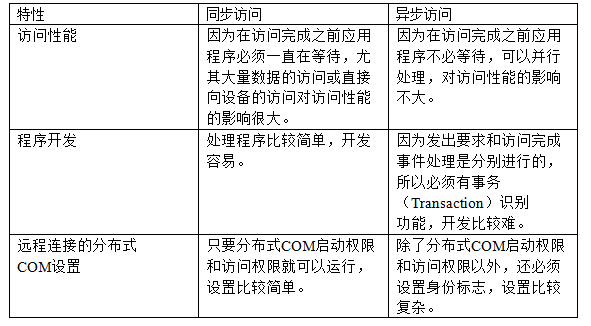 特性
同步访问
异步访问
访问性能
因为在访问完成之前应用
程序必须一直在等待，尤
其大量数据的访问或直接
向设备的访问对访问性能
的影响很大。
因为在访问完成之前应用
程序不必等待，可以并行
处理，对访问性能的影响
不大。
程序开发
处理程序比较简单，开发
容易。
因为发出要求和访问完成
事件处理是分别进行的，
所以必须有事务
（Transaction）识别
功能，开发比较难。
远程连接的分布式
COM设置
只要分布式COM启动权限
和访问权限就可以运行，
设置比较简单。
除了分布式COM启动权限
和访问权限以外，还必须
设置身份标志，设置比较
复杂。